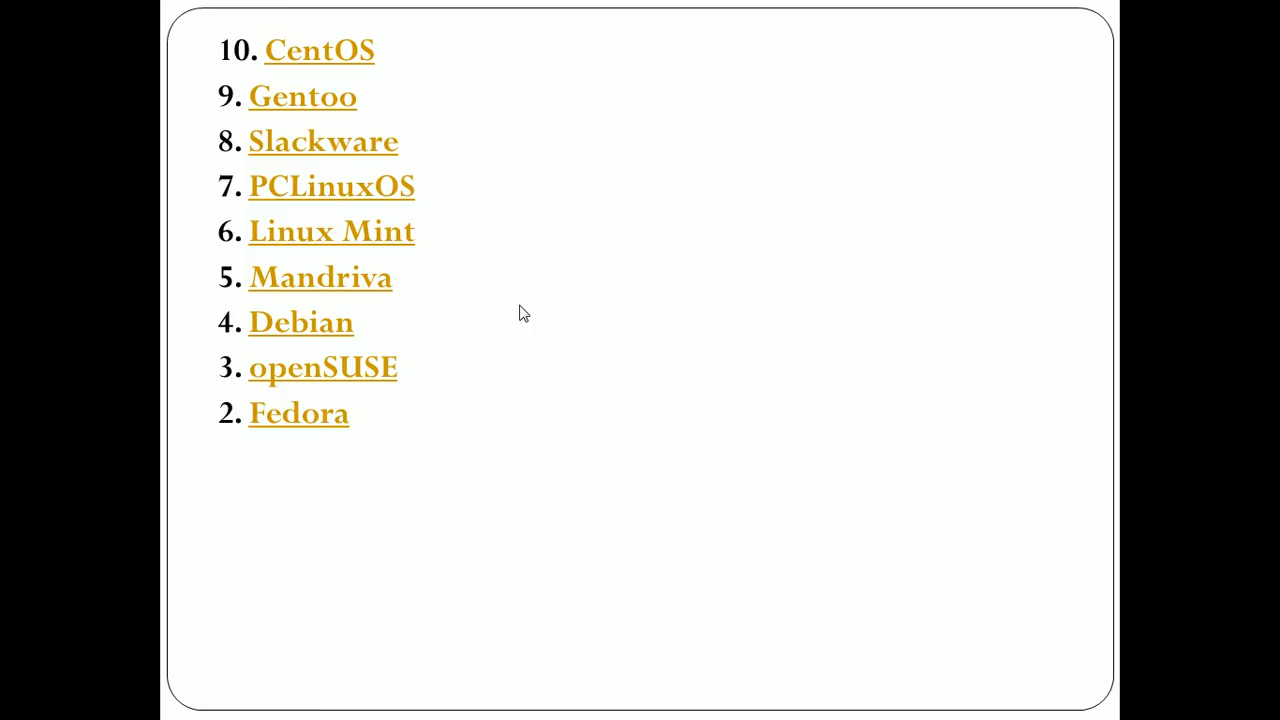 10. CentOS
9. Gentoo
8. Slackware
7. PCLinuxOS
6. Linux Mint
5. Mandriva
4. Debian
3. openSUSE
2. Fedora